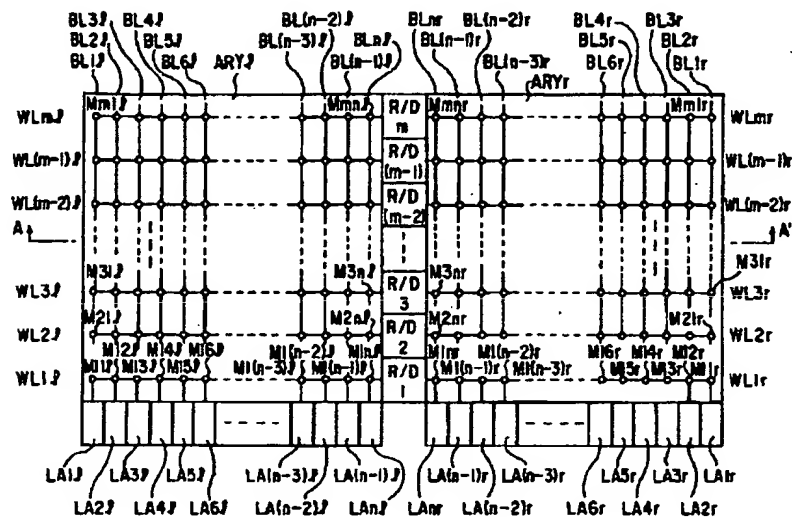 BL3ℓ BL4ℓ BL(n-2)ℓ BLnr BL(n-2)r BL4r BL3r
BL2ℓ BL5ℓ BL(n-3)ℓ BLnℓ BL(n-1)r BL5r BL2r
BL1ℓ BL6ℓ ARYℓ BL(n-1)ℓ BL(n-3)r BL6r BL1r
ARYr
WLmℓ Mm1ℓ Mmnℓ R/D m Mmnr Mm1r WLmr
WL(m-1)ℓ R/D (m-1) WL(m-1)r
WL(m-2)ℓ R/D (m-2) WL(m-2)r
A A'
M31ℓ M3nℓ M3nr M31r
WL3ℓ R/D 3 WL3r
M21 M2nℓ M2nr M21r
WL2ℓ R/D 2 WL2r
M12ℓ M14ℓ M16ℓ M1(n-2)ℓ M1nℓ M1nr M1(n-2)r M16r M14r M12r
M11ℓ M13ℓ M15ℓ M1(n-3)ℓ M1(n-1)ℓ M1(n-1)r M1(n-3)r M15r M13r M11r
WL1ℓ R/D 1 WL1r
LA1ℓ LA3ℓ LA5ℓ LA(n-3)ℓ LA(n-1)ℓ LA(n-1)r LA(n-3)r LA5r LA3r LA1r
LA2ℓ LA4ℓ LA6ℓ LA(n-2)ℓ LAnℓ LAnr LA(n-2)r LA6r LA4r LA2r